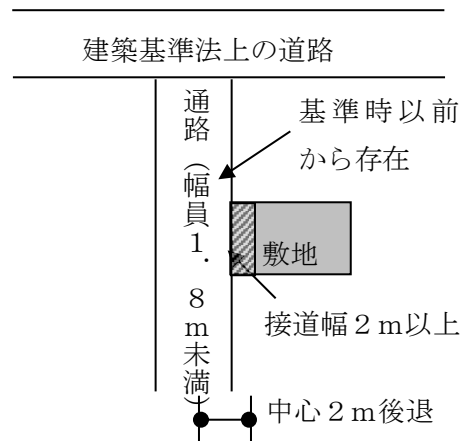 建築基準法上の道路
通路（幅員１．８ｍ未満）
基準時以前
から存在
敷地
接道幅２ｍ以上
中心２ｍ後退